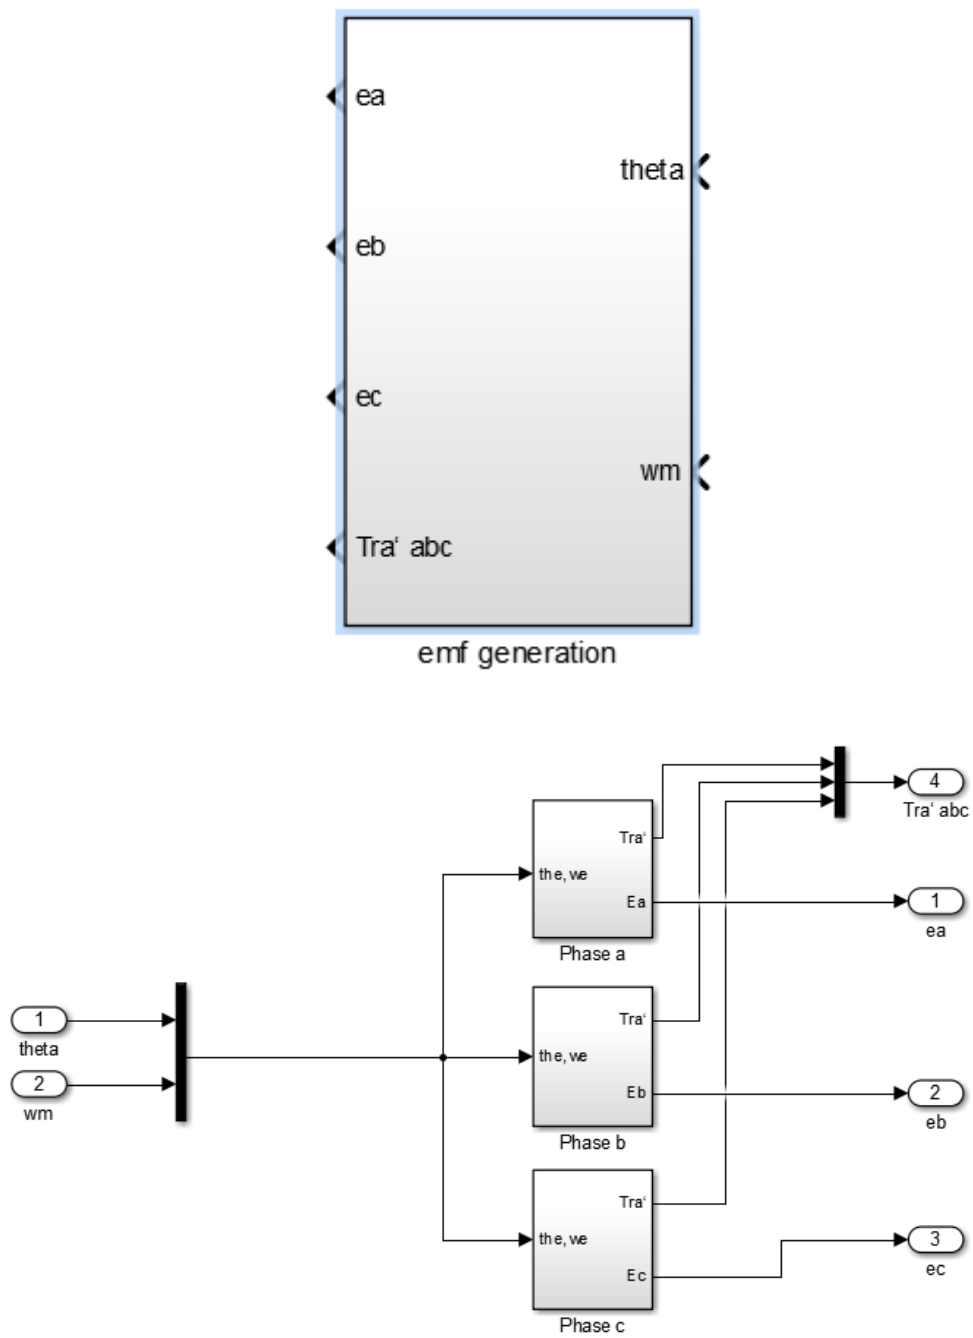 ea
theta
eb
ec
wm
Tra‘ abc
emf generation
4
Tra‘ abc
Tra‘
the, we
Ea
Phase a
1
ea
1
theta
2
wm
Tra‘
the, we
Eb
Phase b
2
eb
Tra‘
the, we
Ec
Phase c
3
ec